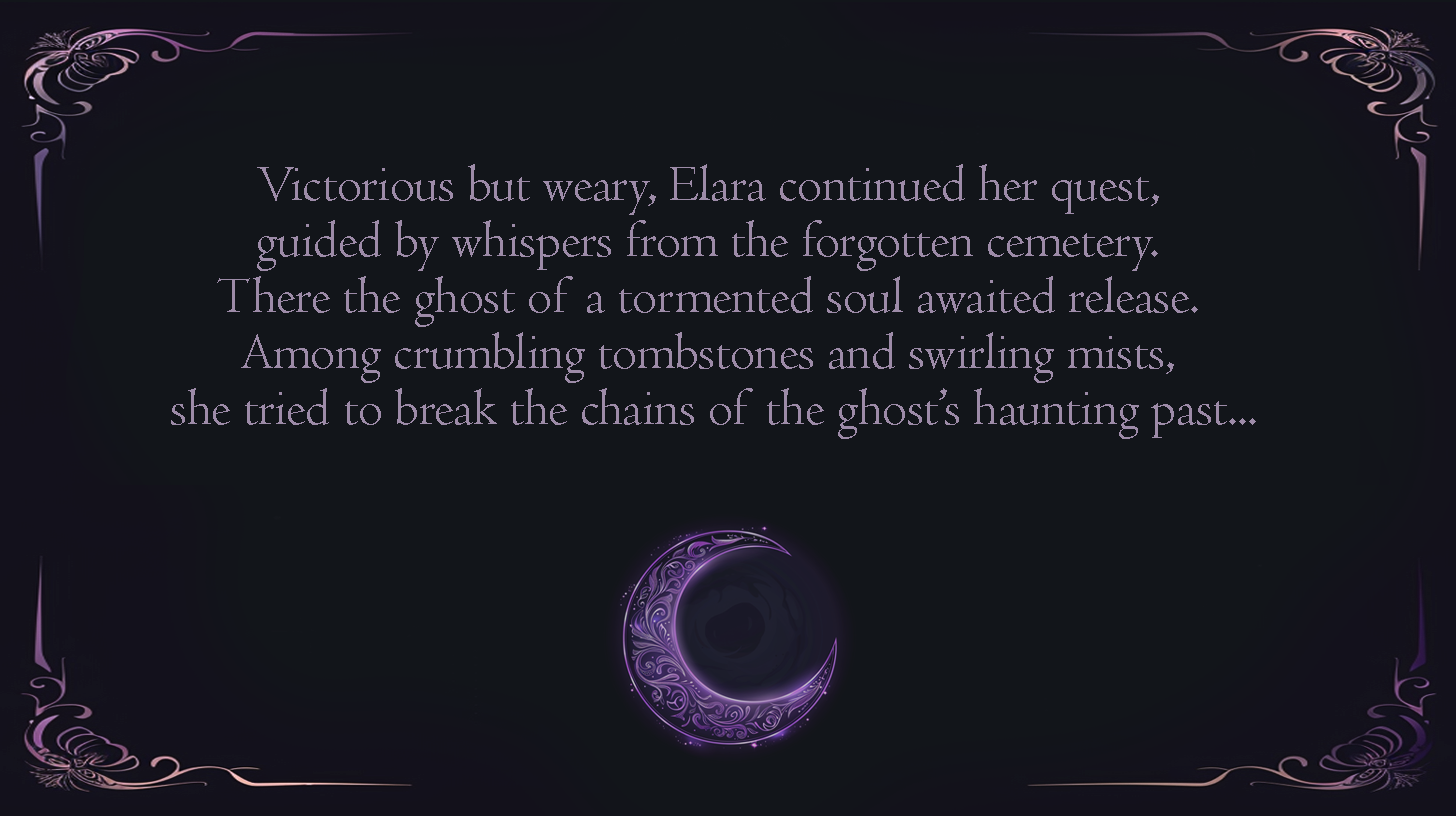 Victorious but weary, Elara continued her quest,
guided by whispers from the forgotten cemetery.
There the ghost of a tormented soul awaited release.
Among crumbling tombstones and swirling mists,
she tried to break the chains of the ghost’s haunting past...